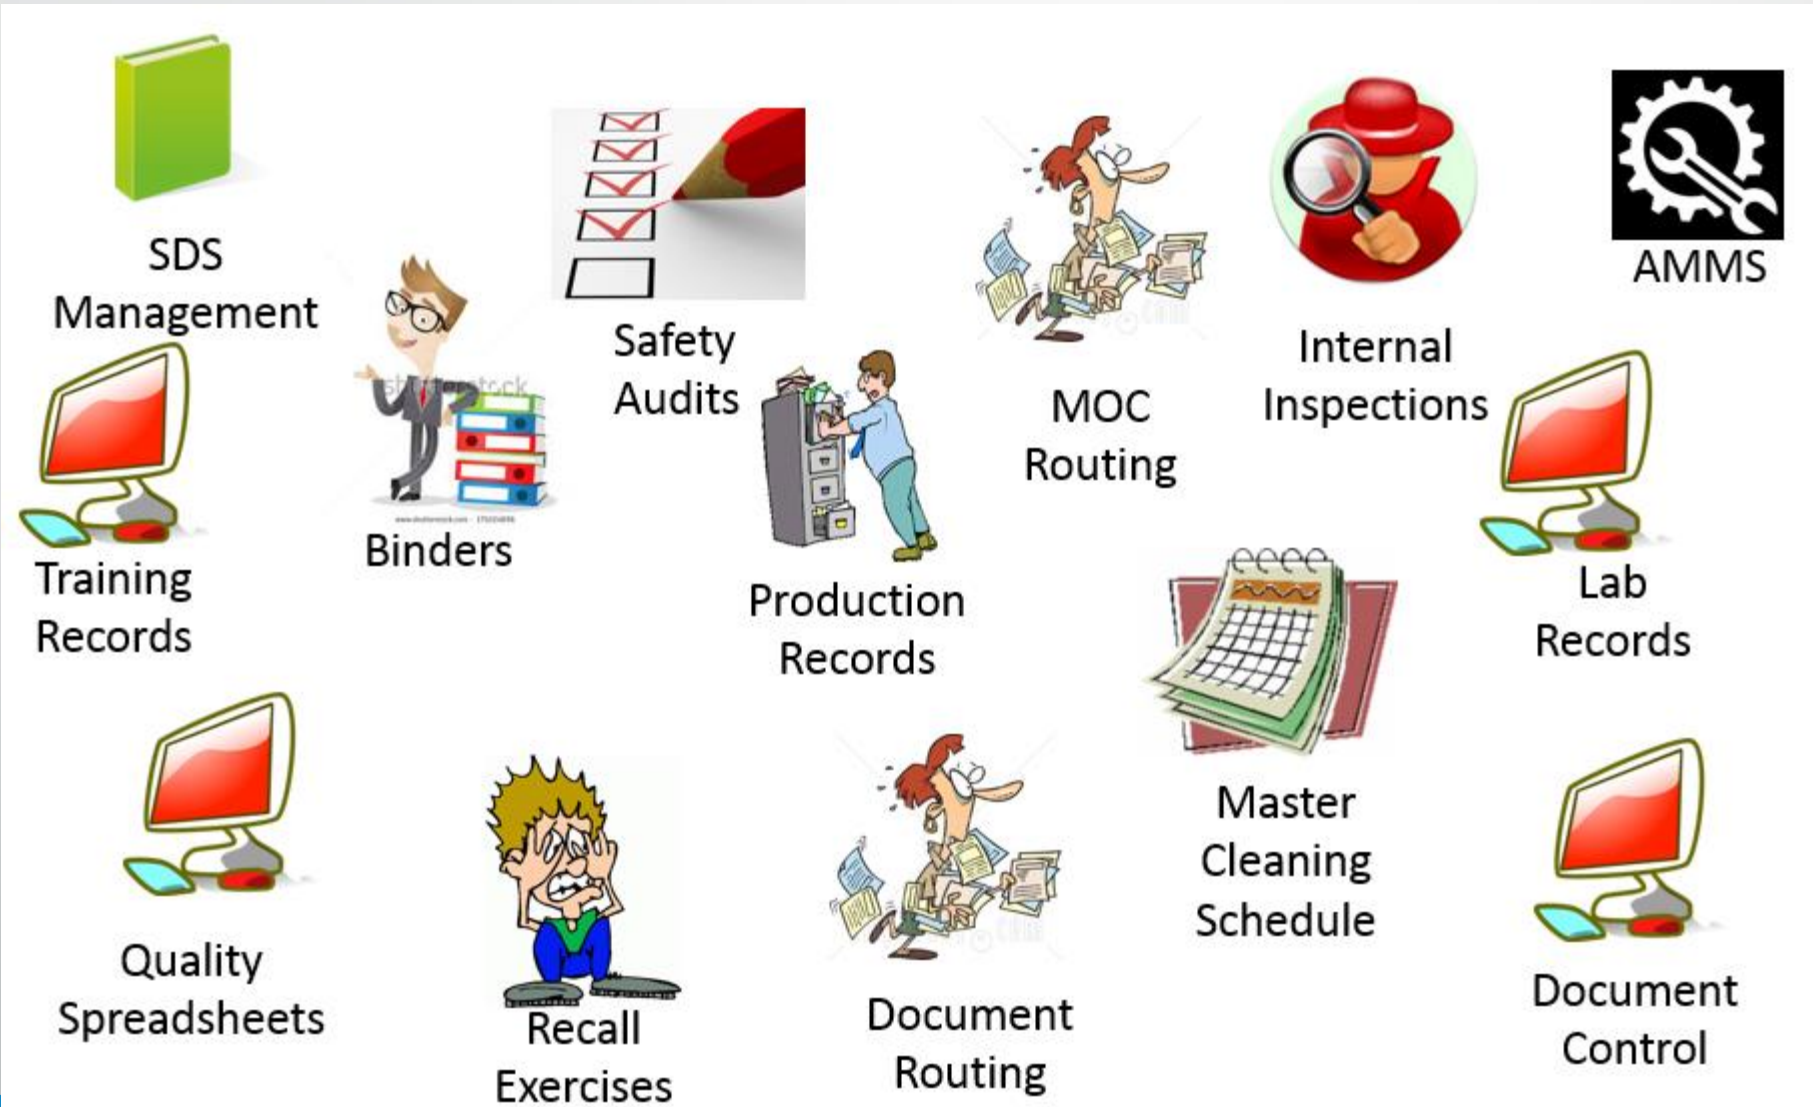 SDS
Management
Safety
Audits
MOC
Routing
Internal
Inspections
AMMS
Training
Records
shutterstock
Binders
Production
Records
Lab
Records
Quality
Spreadsheets
Recall
Exercises
Document
Routing
Master
Cleaning
Schedule
Document
Control